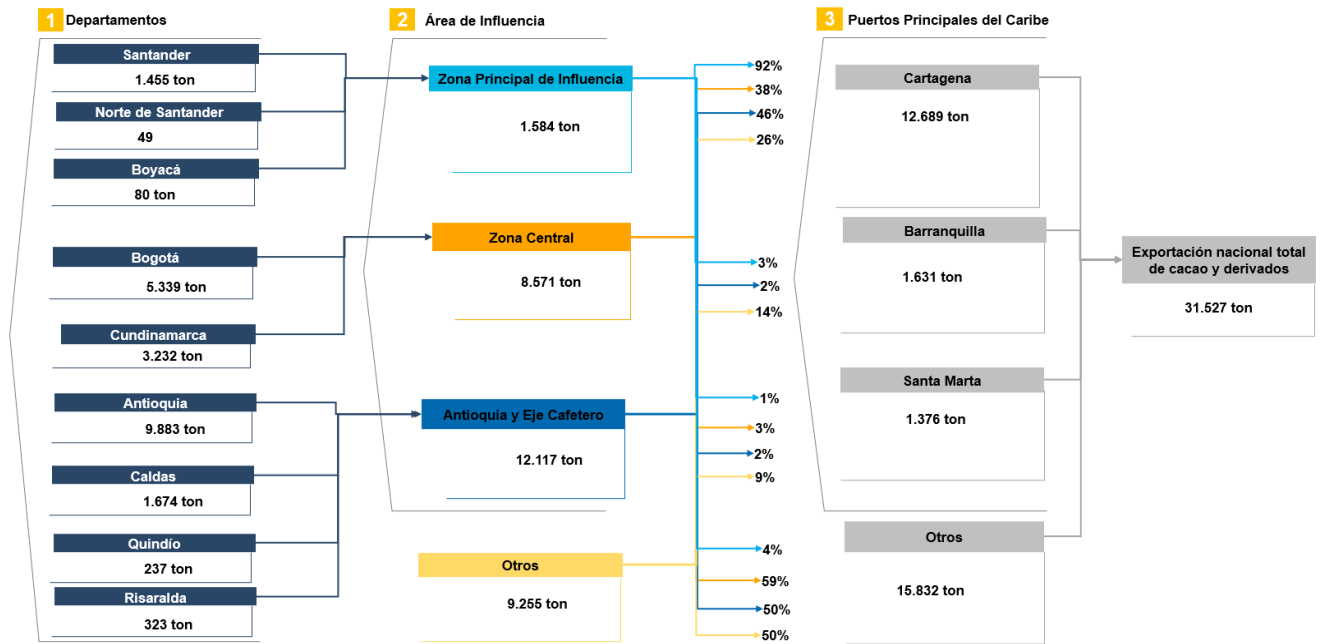 1 Departamentos
Santander
1.455 ton
Norte de Santander
49
Boyacá
80 ton
Bogotá
5.339 ton
Cundinamarca
3.232 ton
Antioquia
9.883 ton
Caldas
1.674 ton
Quindío
237 ton
Risaralda
323 ton
2 Área de Influencia
Zona Principal de Influencia
1.584 ton
Zona Central
8.571 ton
Antioquia y Eje Cafetero
12.117 ton
Otros
9.255 ton
92%
38%
46%
26%
3%
2%
14%
1%
3%
2%
9%
4%
59%
50%
50%
3 Puertos Principales del Caribe
Cartagena
12.689 ton
Barranquilla
1.631 ton
Santa Marta
1.376 ton
Otros
15.832 ton
Exportación nacional total
de cacao y derivados
31.527 ton